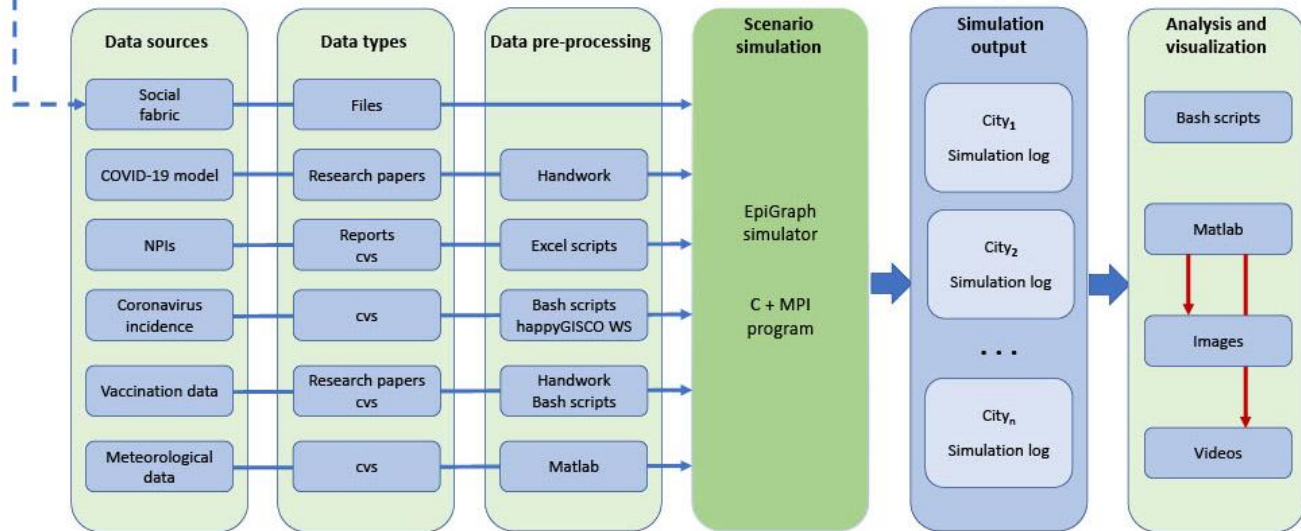 Data sources
Social
fabric
COVID-19 model
NPIs
Coronavirus
incidence
Vaccination data
Meteorological
data
Data types
Files
Research papers
Reports
cvs
cvs
Research papers
cvs
cvs
Data pre-processing
Handwork
Excel scripts
Bash scripts
happyGISCO WS
Handwork
Bash scripts
Matlab
Scenario
simulation
EpiGraph
simulator
C + MPI
program
Simulation
output
City₁
Simulation log
City₂
Simulation log
...
Cityₙ
Simulation log
Analysis and
visualization
Bash scripts
Matlab
Images
Videos